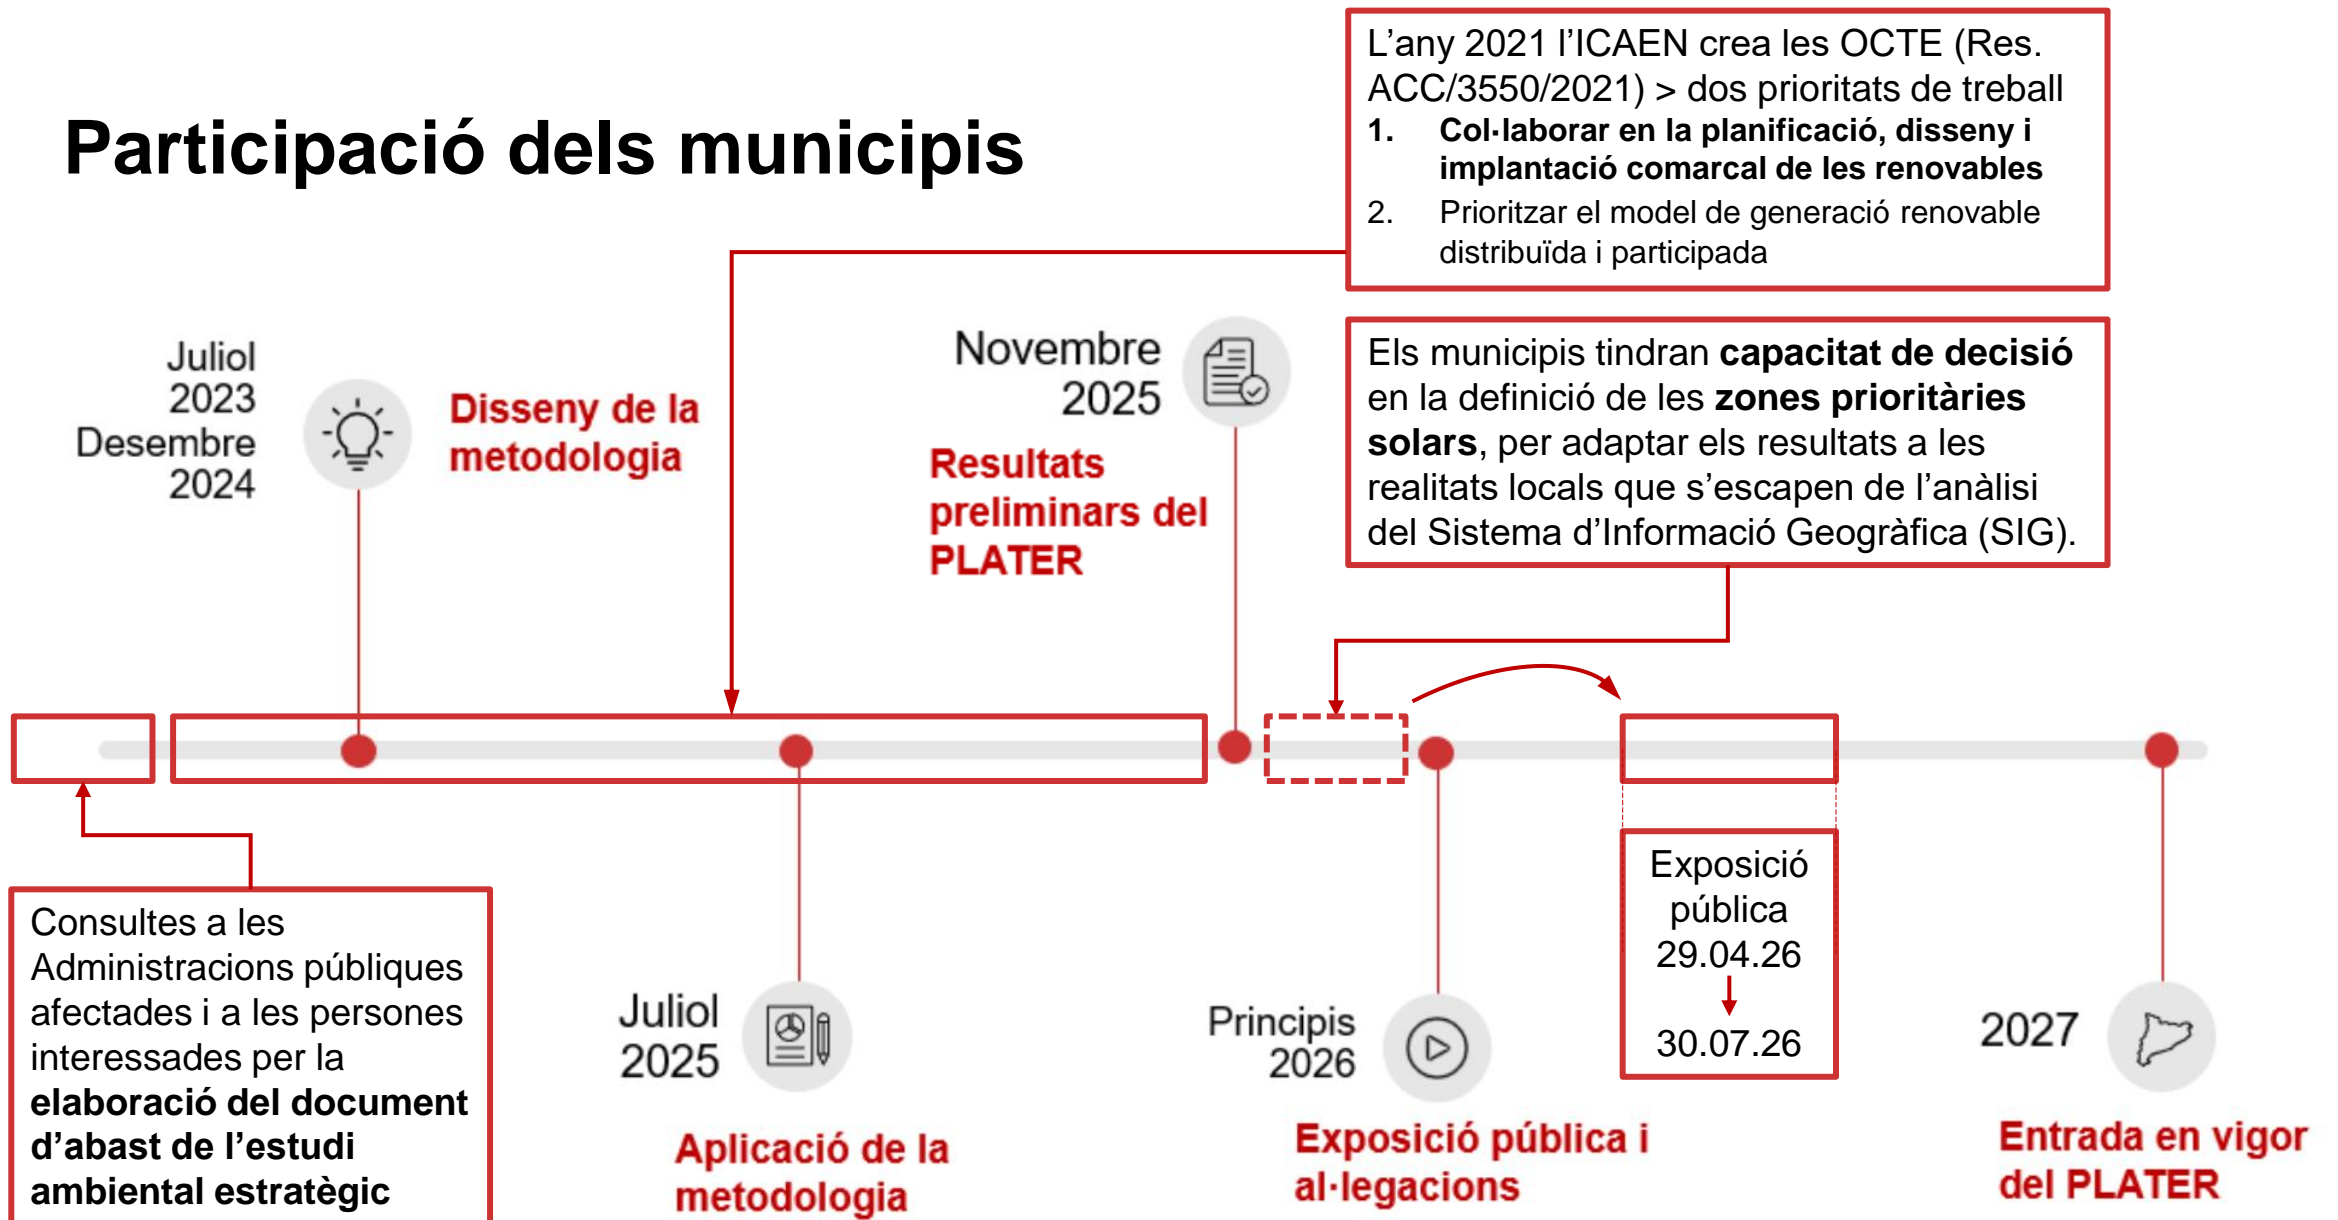 Participació dels municipis
L’any 2021 l’ICAEN crea les OCTE (Res.
ACC/3550/2021) > dos prioritats de treball
1. Col·laborar en la planificació, disseny i
implantació comarcal de les renovables
2. Prioritzar el model de generació renovable
distribuïda i participada
Juliol
2023
Desembre
2024
Disseny de la
metodologia
Novembre
2025
Resultats
preliminars del
PLATER
Els municipis tindran capacitat de decisió
en la definició de les zones prioritàries
solars, per adaptar els resultats a les
realitats locals que s’escapen de l’anàlisi
del Sistema d’Informació Geogràfica (SIG).
Consultes a les
Administracions públiques
afectades i a les persones
interessades per la
elaboració del document
d’abast de l’estudi
ambiental estratègic
Juliol
2025
Aplicació de la
metodologia
Principis
2026
Exposició pública i
al·legacions
Exposició
pública
29.04.26
30.07.26
2027
Entrada en vigor
del PLATER